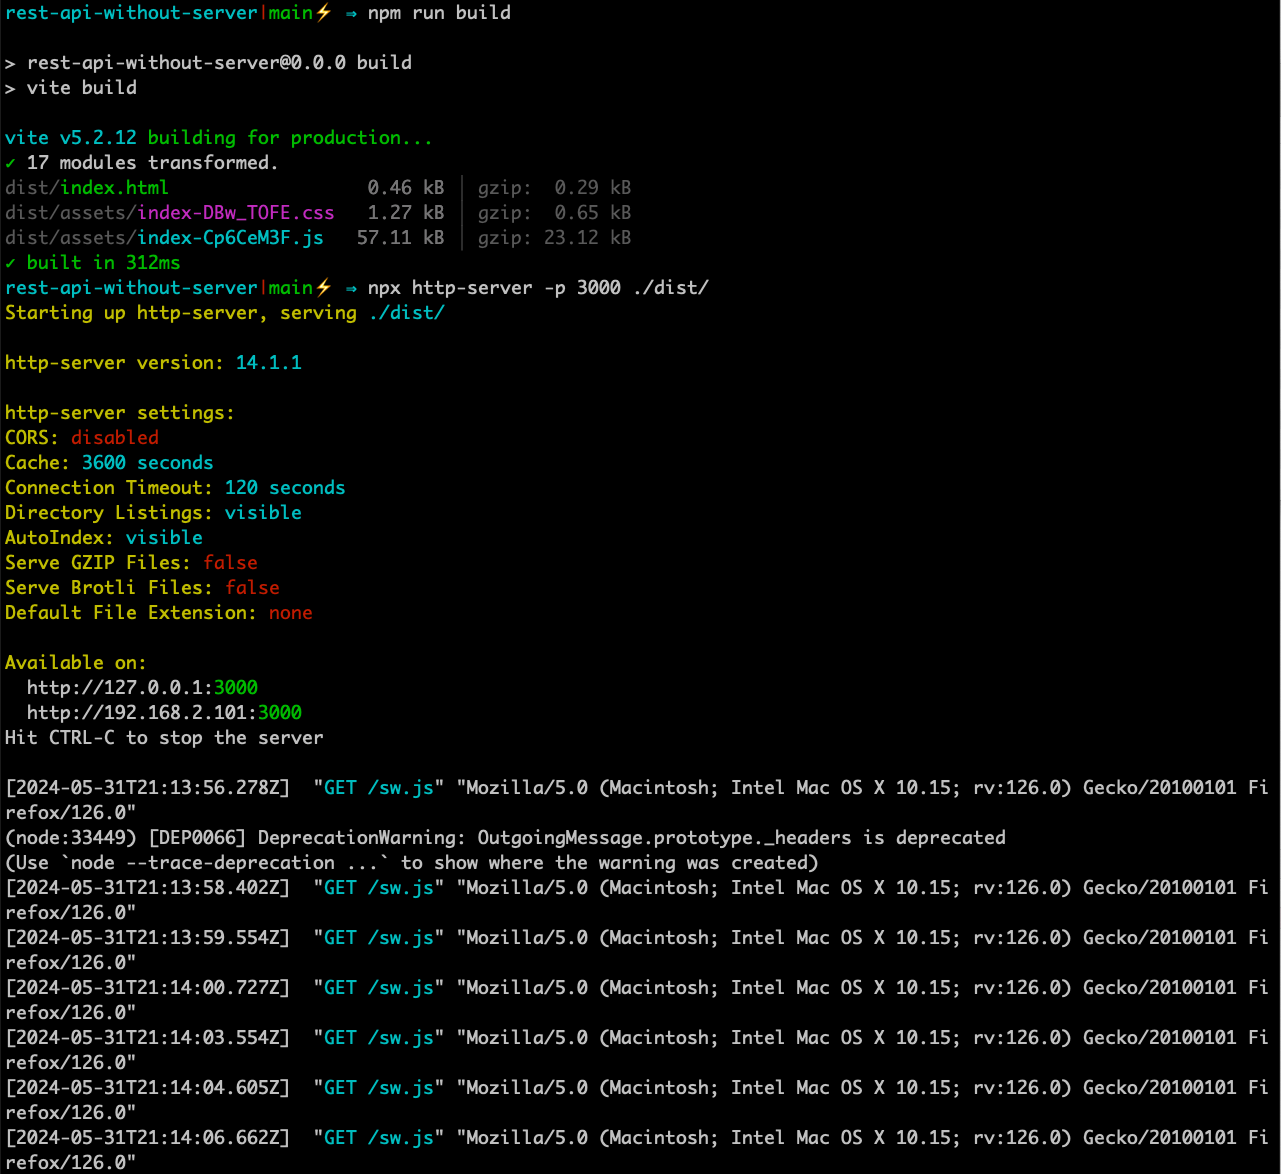 rest-api-without-server|main⚡ ⇒ npm run build
> rest-api-without-server@0.0.0 build
> vite build
vite v5.2.12 building for production...
✓ 17 modules transformed.
dist/index.html                  0.46 kB │ gzip:  0.29 kB
dist/assets/index-DBw_TOFE.css   1.27 kB │ gzip:  0.65 kB
dist/assets/index-Cp6CeM3F.js   57.11 kB │ gzip: 23.12 kB
✓ built in 312ms
rest-api-without-server|main⚡ ⇒ npx http-server -p 3000 ./dist/
Starting up http-server, serving ./dist/
http-server version: 14.1.1
http-server settings:
CORS: disabled
Cache: 3600 seconds
Connection Timeout: 120 seconds
Directory Listings: visible
AutoIndex: visible
Serve GZIP Files: false
Serve Brotli Files: false
Default File Extension: none
Available on:
  http://127.0.0.1:3000
  http://192.168.2.101:3000
Hit CTRL-C to stop the server
[2024-05-31T21:13:56.278Z]  "GET /sw.js" "Mozilla/5.0 (Macintosh; Intel Mac OS X 10.15; rv:126.0) Gecko/20100101 Fi
refox/126.0"
(node:33449) [DEP0066] DeprecationWarning: OutgoingMessage.prototype._headers is deprecated
(Use `node --trace-deprecation ...` to show where the warning was created)
[2024-05-31T21:13:58.402Z]  "GET /sw.js" "Mozilla/5.0 (Macintosh; Intel Mac OS X 10.15; rv:126.0) Gecko/20100101 Fi
refox/126.0"
[2024-05-31T21:13:59.554Z]  "GET /sw.js" "Mozilla/5.0 (Macintosh; Intel Mac OS X 10.15; rv:126.0) Gecko/20100101 Fi
refox/126.0"
[2024-05-31T21:14:00.727Z]  "GET /sw.js" "Mozilla/5.0 (Macintosh; Intel Mac OS X 10.15; rv:126.0) Gecko/20100101 Fi
refox/126.0"
[2024-05-31T21:14:03.554Z]  "GET /sw.js" "Mozilla/5.0 (Macintosh; Intel Mac OS X 10.15; rv:126.0) Gecko/20100101 Fi
refox/126.0"
[2024-05-31T21:14:04.605Z]  "GET /sw.js" "Mozilla/5.0 (Macintosh; Intel Mac OS X 10.15; rv:126.0) Gecko/20100101 Fi
refox/126.0"
[2024-05-31T21:14:06.662Z]  "GET /sw.js" "Mozilla/5.0 (Macintosh; Intel Mac OS X 10.15; rv:126.0) Gecko/20100101 Fi
refox/126.0"